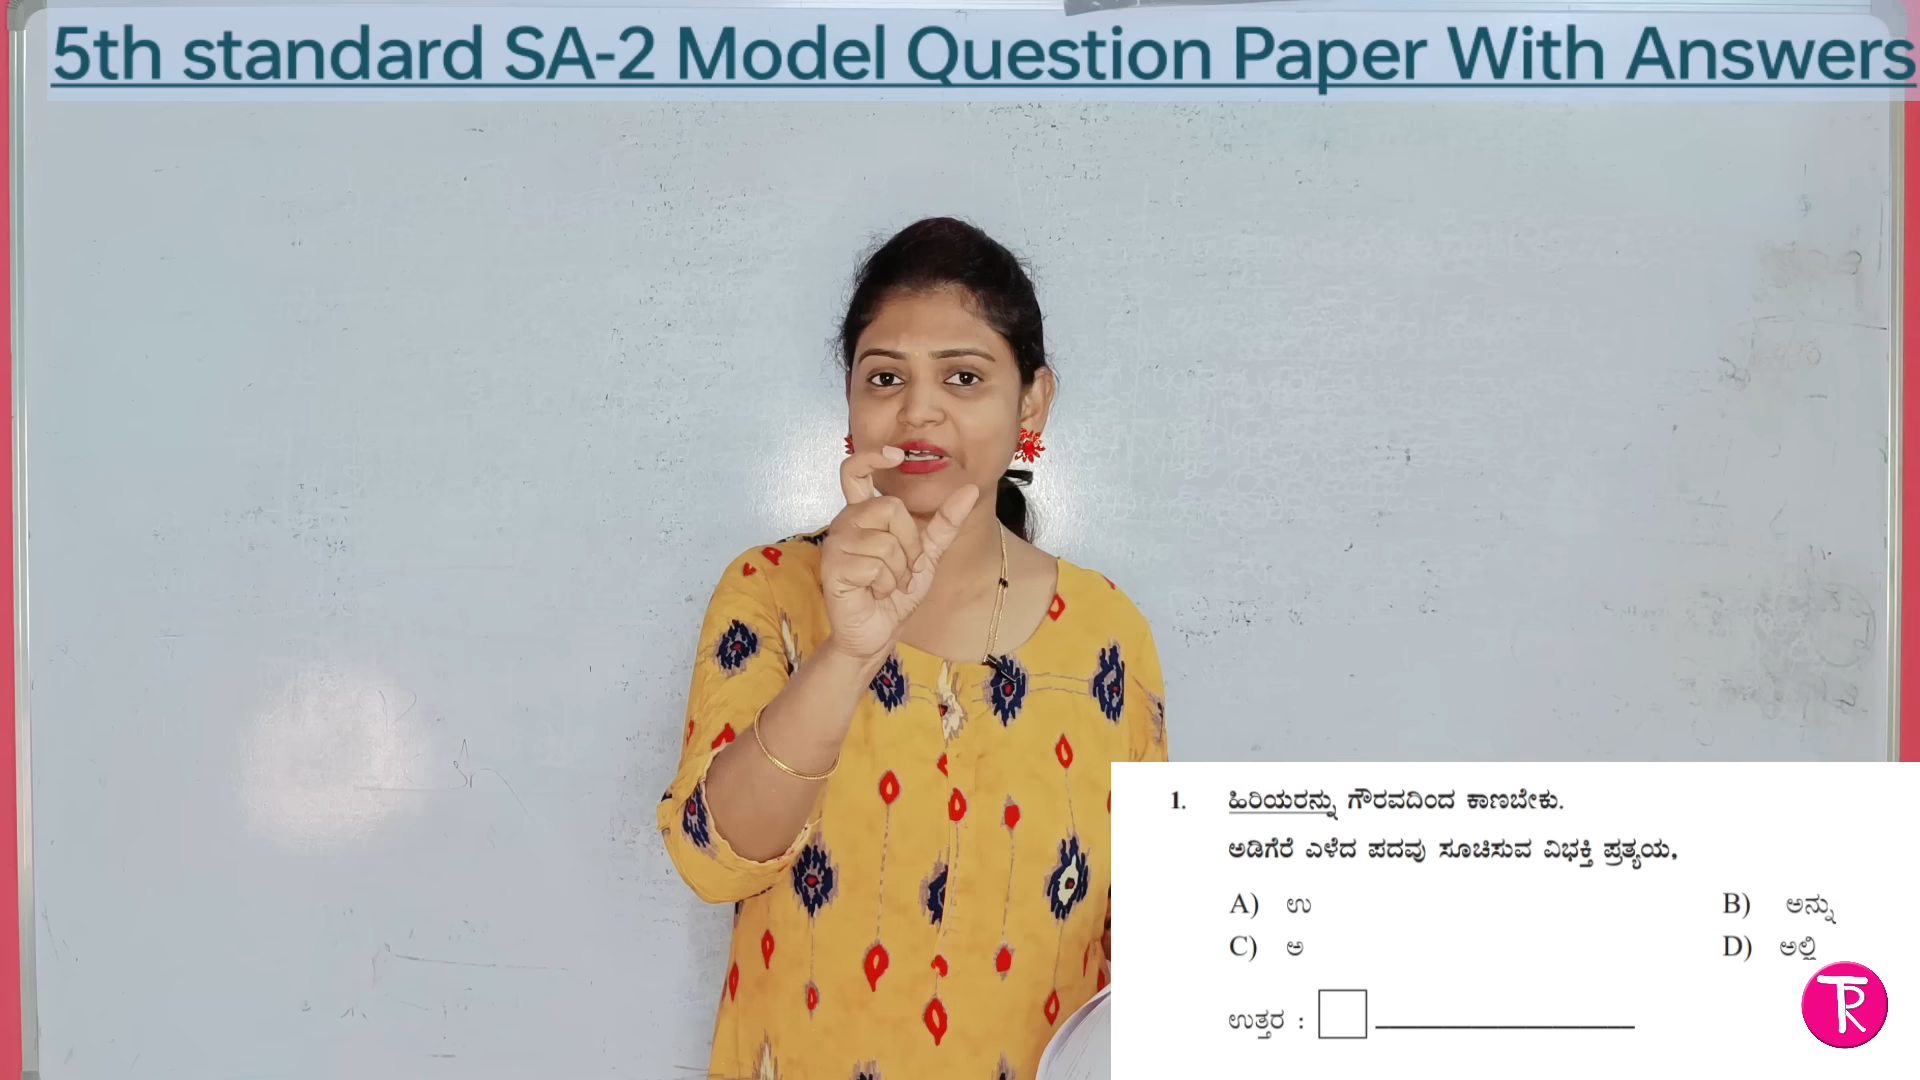 5th standard SA-2 Model Question Paper With Answers
1. ಹಿರಿಯರನ್ನು ಗೌರವದಿಂದ ಕಾಣಬೇಕು.
ಅಡಿಗೆರೆ ಎಳೆದ ಪದವು ಸೂಚಿಸುವ ವಿಭಕ್ತಿ ಪ್ರತ್ಯಯ,
A) ಉ B) ಅನ್ನು
C) ಅ D) ಅಲ್ಲಿ
ಉತ್ತರ :
TR